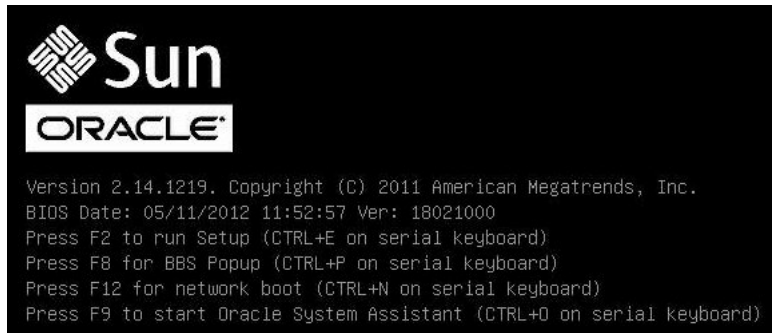 Sun
ORACLE
Version 2.14.1219. Copyright (C) 2011 American Megatrends, Inc.
BIOS Date: 05/11/2012 11:52:57 Ver: 18021000
Press F2 to run Setup (CTRL+E on serial keyboard)
Press F8 for BBS Popup (CTRL+P on serial keyboard)
Press F12 for network boot (CTRL+N on serial keyboard)
Press F9 to start Oracle System Assistant (CTRL+O on serial keyboard)